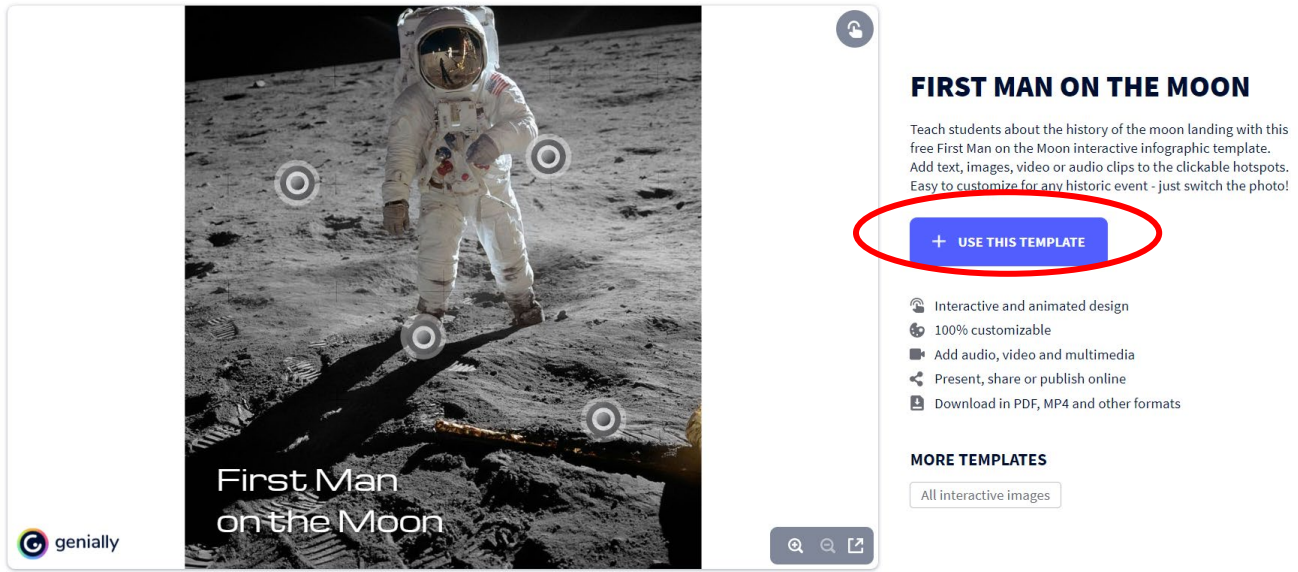 First Man
on the Moon
genially
FIRST MAN ON THE MOON
Teach students about the history of the moon landing with this
free First Man on the Moon interactive infographic template.
Add text, images, video or audio clips to the clickable hotspots.
Easy to customize for any historic event - just switch the photo!
+ USE THIS TEMPLATE
Interactive and animated design
100% customizable
Add audio, video and multimedia
Present, share or publish online
Download in PDF, MP4 and other formats
MORE TEMPLATES
All interactive images